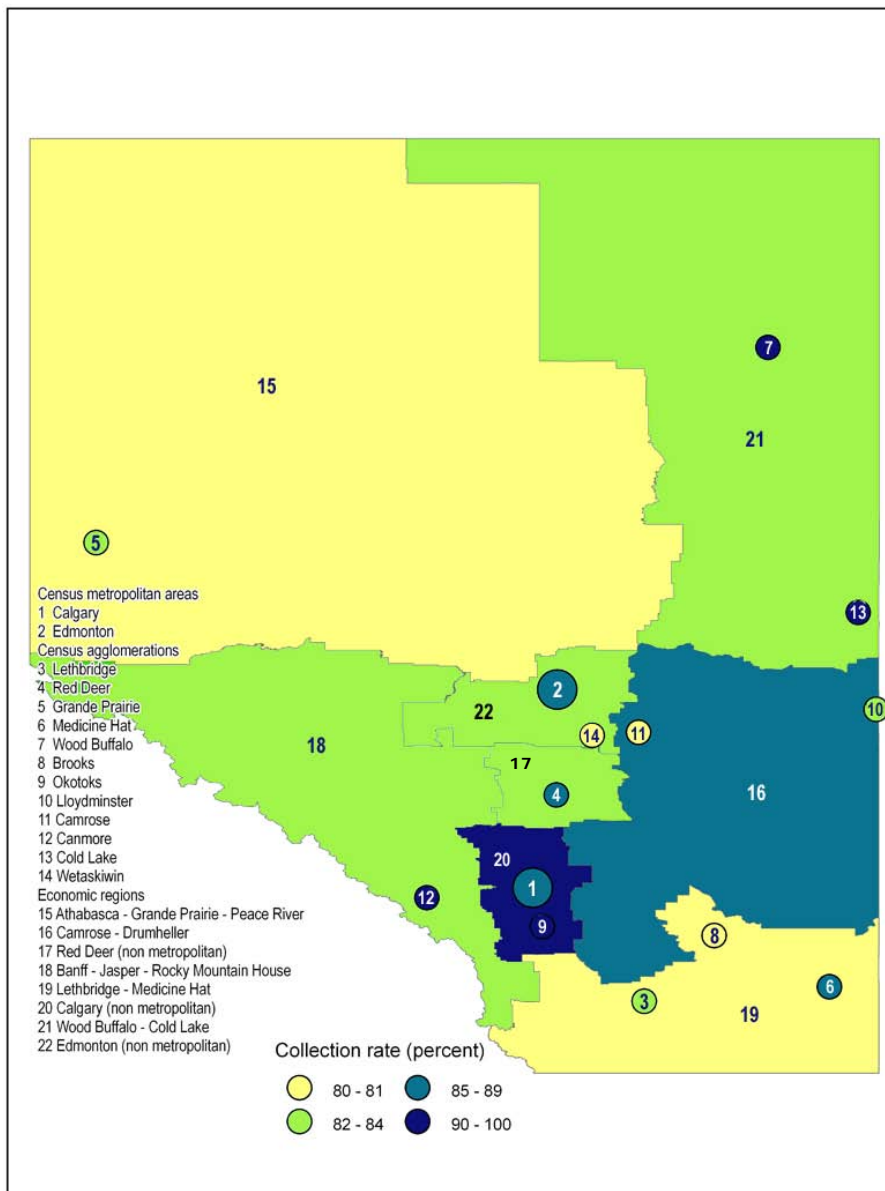 7
15
21
5
13
Census metropolitan areas
1 Calgary
2 Edmonton
Census agglomerations
3 Lethbridge
4 Red Deer
5 Grande Prairie
6 Medicine Hat
7 Wood Buffalo
8 Brooks
9 Okotoks
10 Lloydminster
11 Camrose
12 Canmore
13 Cold Lake
14 Wetaskiwin
Economic regions
15 Athabasca - Grande Prairie - Peace River
16 Camrose - Drumheller
17 Red Deer (non metropolitan)
18 Banff - Jasper - Rocky Mountain House
19 Lethbridge - Medicine Hat
20 Calgary (non metropolitan)
21 Wood Buffalo - Cold Lake
22 Edmonton (non metropolitan)
2
22
10
14
11
18
17
4
16
20
1
12
9
8
6
3
19
Collection rate (percent)
80 - 81
85 - 89
82 - 84
90 - 100